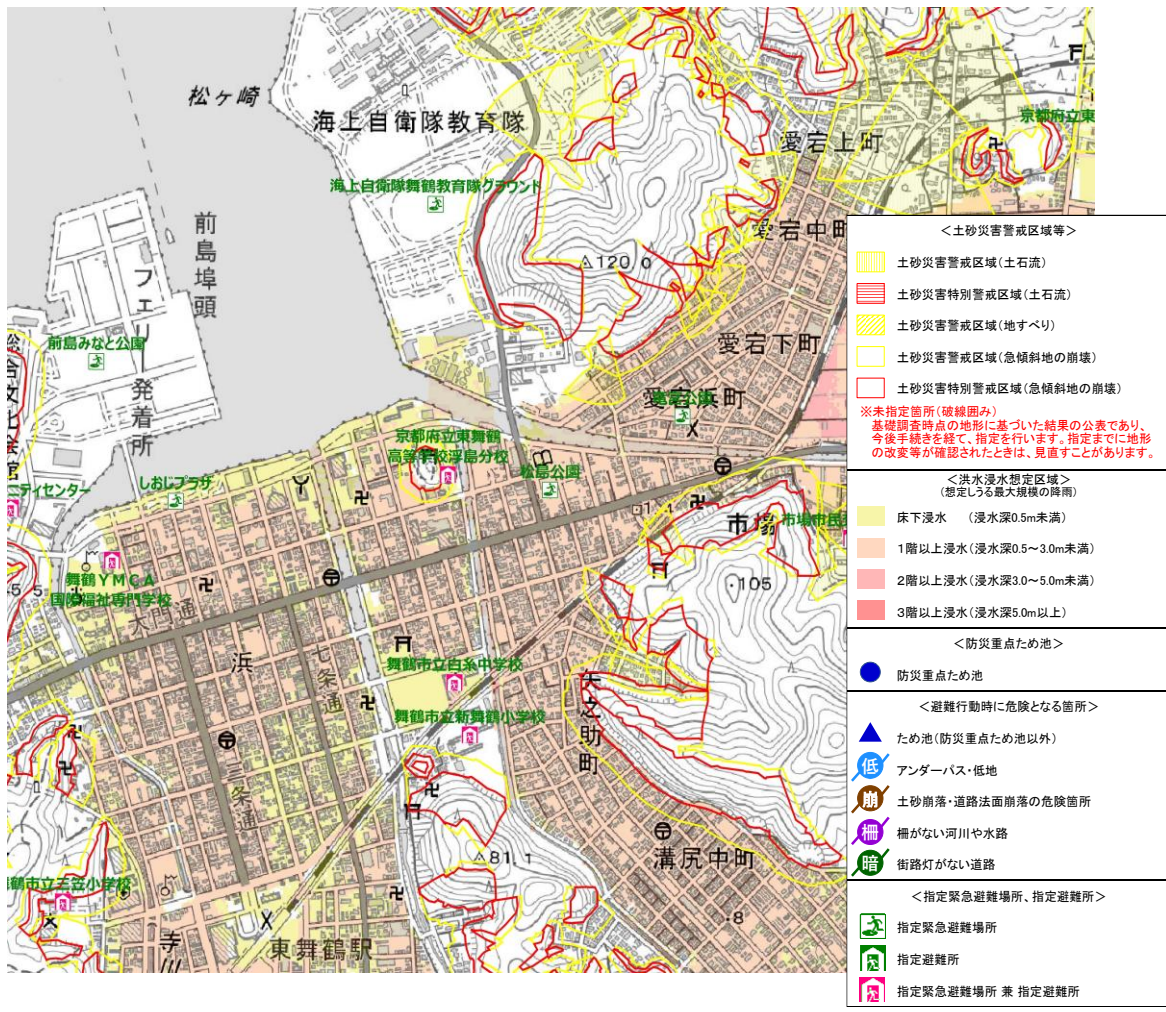 松ヶ崎
海上自衛隊教育隊
海上自衛隊舞鶴教育隊グラウンド
愛宕上町
京都府立東
前島埠頭
フェリー発着所
前島みなと公園
120.0
愛宕中町
愛宕下町
愛宕浜町
京都府立東舞鶴
高等学校浮島分校
松島公園
しおじプラザ
ニティセンター
舞鶴YMCA
国際福祉専門学校
大門通
市場
105
浜
七条通
三条通
舞鶴市立白糸中学校
舞鶴市立新舞鶴小学校
矢之助町
溝尻中町
81.1
8
鶴市立三笠小学校
寺川
東舞鶴駅
<土砂災害警戒区域等>
土砂災害警戒区域(土石流)
土砂災害特別警戒区域(土石流)
土砂災害警戒区域(地すべり)
土砂災害警戒区域(急傾斜地の崩壊)
土砂災害特別警戒区域(急傾斜地の崩壊)
※未指定箇所(破線囲み)
基礎調査時点の地形に基づいた結果の公表であり、
今後手続きを経て、指定を行います。指定までに地形
の改変等が確認されたときは、見直すことがあります。
<洪水浸水想定区域>
(想定しうる最大規模の降雨)
床下浸水 (浸水深0.5m未満)
1階以上浸水(浸水深0.5～3.0m未満)
2階以上浸水(浸水深3.0～5.0m未満)
3階以上浸水(浸水深5.0m以上)
<防災重点ため池>
防災重点ため池
<避難行動時に危険となる箇所>
ため池(防災重点ため池以外)
低 アンダーパス・低地
崩 土砂崩落・道路法面崩落の危険箇所
柵 柵がない河川や水路
暗 街路灯がない道路
<指定緊急避難場所、指定避難所>
指定緊急避難場所
指定避難所
指定緊急避難場所 兼 指定避難所